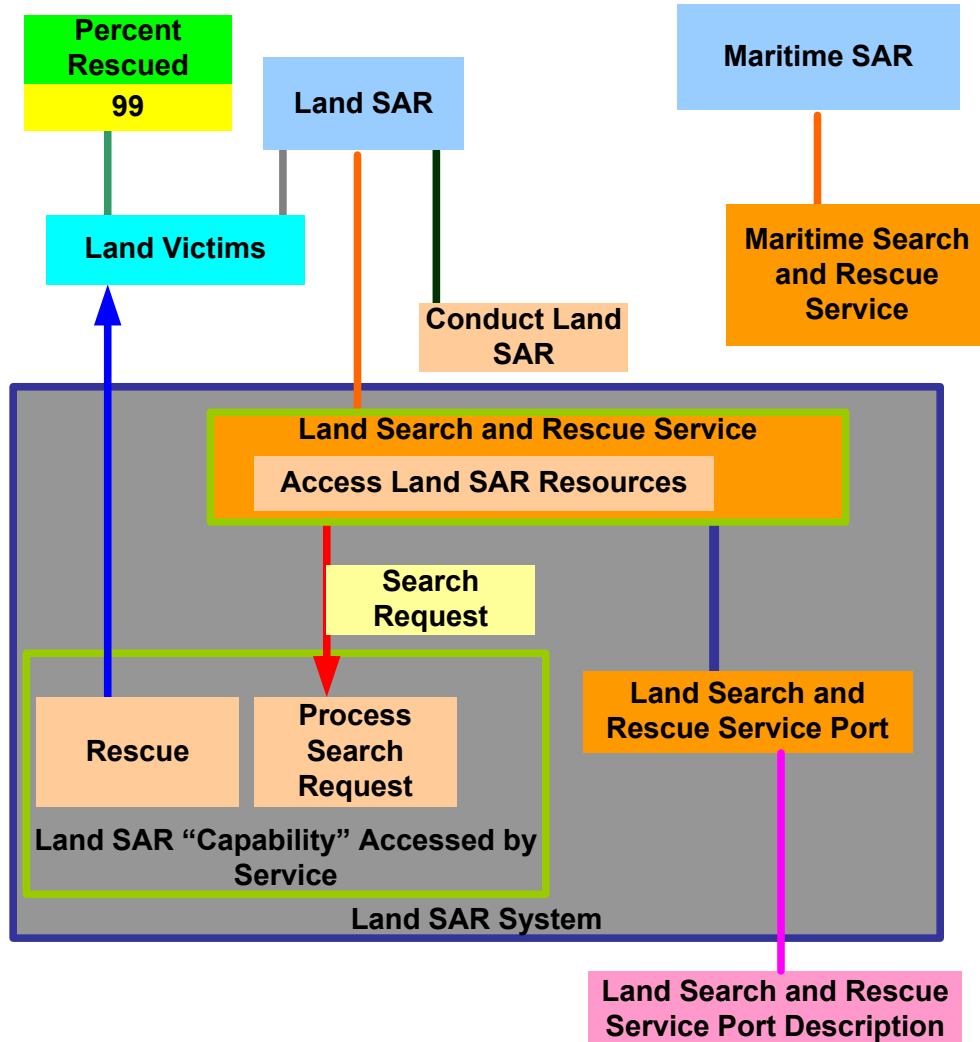 Percent
Rescued
99
Land SAR
Maritime SAR
Land Victims
Maritime Search
and Rescue
Service
Conduct Land
SAR
Land Search and Rescue Service
Access Land SAR Resources
Search
Request
Rescue
Process
Search
Request
Land Search and
Rescue Service Port
Land SAR “Capability” Accessed by
Service
Land SAR System
Land Search and Rescue
Service Port Description